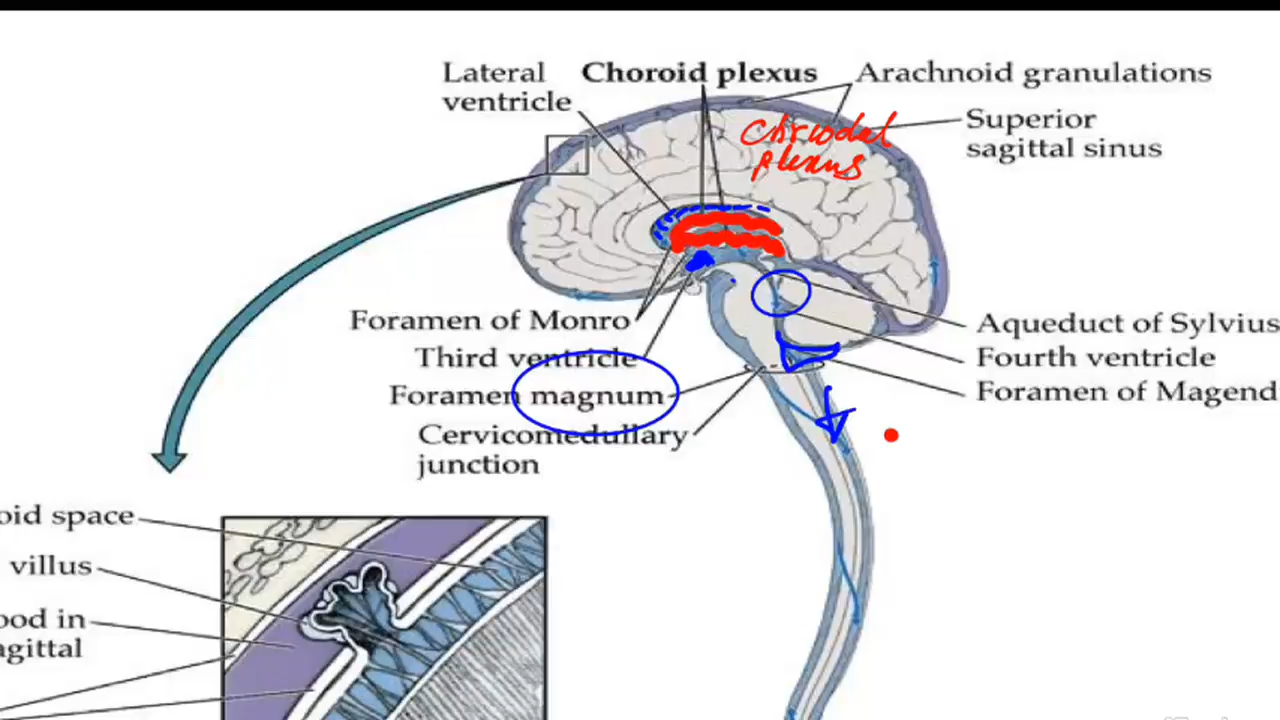 Lateral
ventricle
Choroid plexus
Arachnoid granulations
Superior
sagittal sinus
choriodal
plexus
Foramen of Monro
Third ventricle
Foramen magnum
Cervicomedullary
junction
Aqueduct of Sylvius
Fourth ventricle
Foramen of Magend
oid space
villus
ood in
agittal